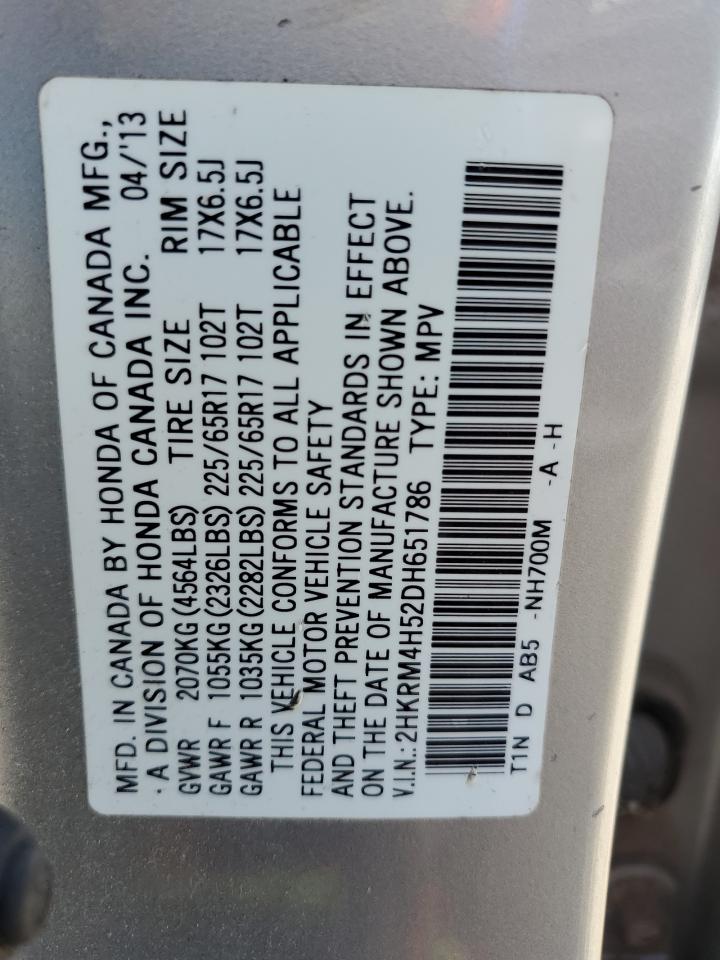 MFD. IN CANADA BY HONDA OF CANADA MFG.,
· A DIVISION OF HONDA CANADA INC. 04/'13
GVWR 2070KG (4564LBS) TIRE SIZE RIM SIZE
GAWR F 1055KG (2326LBS) 225/65R17 102T 17X6.5J
GAWR R 1035KG (2282LBS) 225/65R17 102T 17X6.5J
THIS VEHICLE CONFORMS TO ALL APPLICABLE
FEDERAL MOTOR VEHICLE SAFETY
AND THEFT PREVENTION STANDARDS IN EFFECT
ON THE DATE OF MANUFACTURE SHOWN ABOVE.
V.I.N.: 2HKRM4H52DH651786 TYPE: MPV
T1N D AB5 -NH700M -A -H